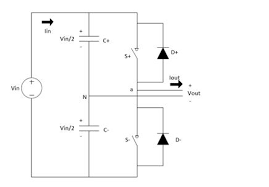 Iin
Vin/2
+
-
C+
S+
D+
Vin
+
-
Iout
a
+
Vout
-
N
Vin/2
+
-
C-
S-
D-